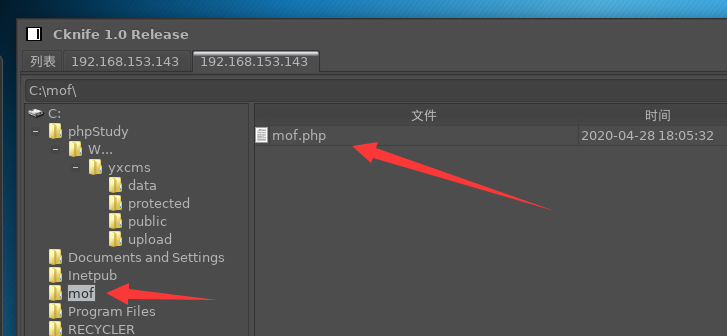 Cknife 1.0 Release
列表 192.168.153.143 192.168.153.143
C:\mof\
C:
文件 时间
phpStudy
mof.php 2020-04-28 18:05:32
W...
yxcms
data
protected
public
upload
Documents and Settings
Inetpub
mof
Program Files
RECYCLER